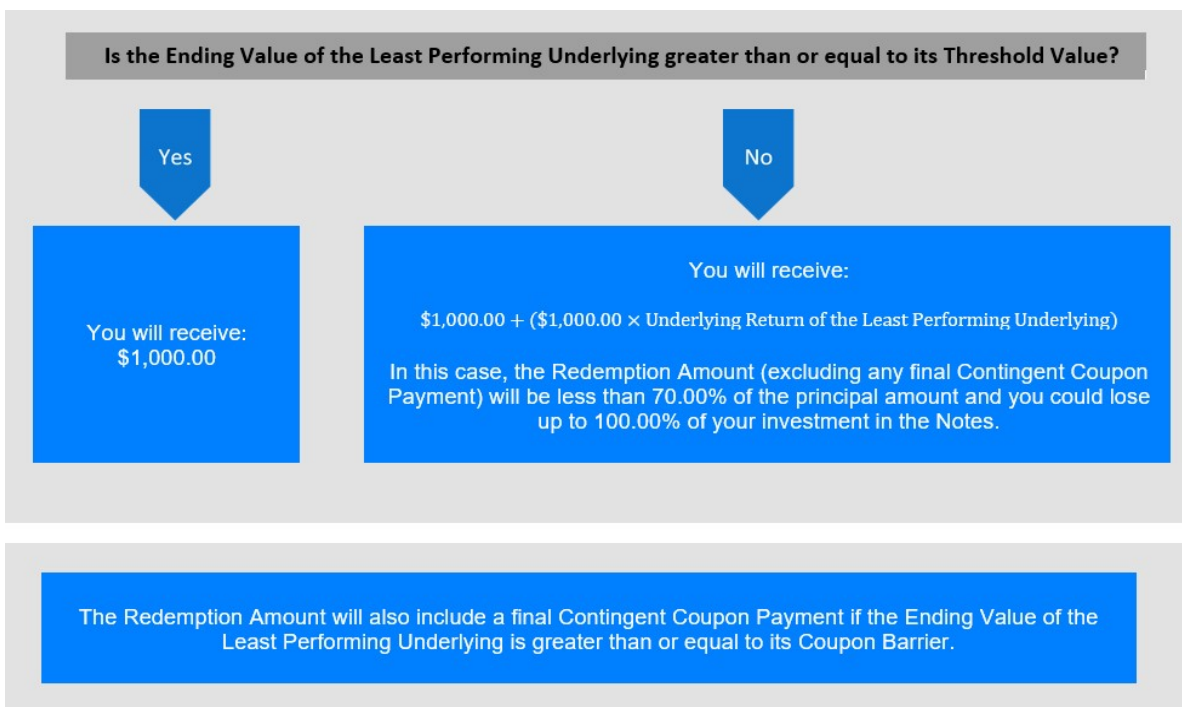 Is the Ending Value of the Least Performing Underlying greater than or equal to its Threshold Value?
Yes
No
You will receive:
$1,000.00
You will receive:
$1,000.00 + ($1,000.00 × Underlying Return of the Least Performing Underlying)
In this case, the Redemption Amount (excluding any final Contingent Coupon
Payment) will be less than 70.00% of the principal amount and you could lose
up to 100.00% of your investment in the Notes.
The Redemption Amount will also include a final Contingent Coupon Payment if the Ending Value of the
Least Performing Underlying is greater than or equal to its Coupon Barrier.